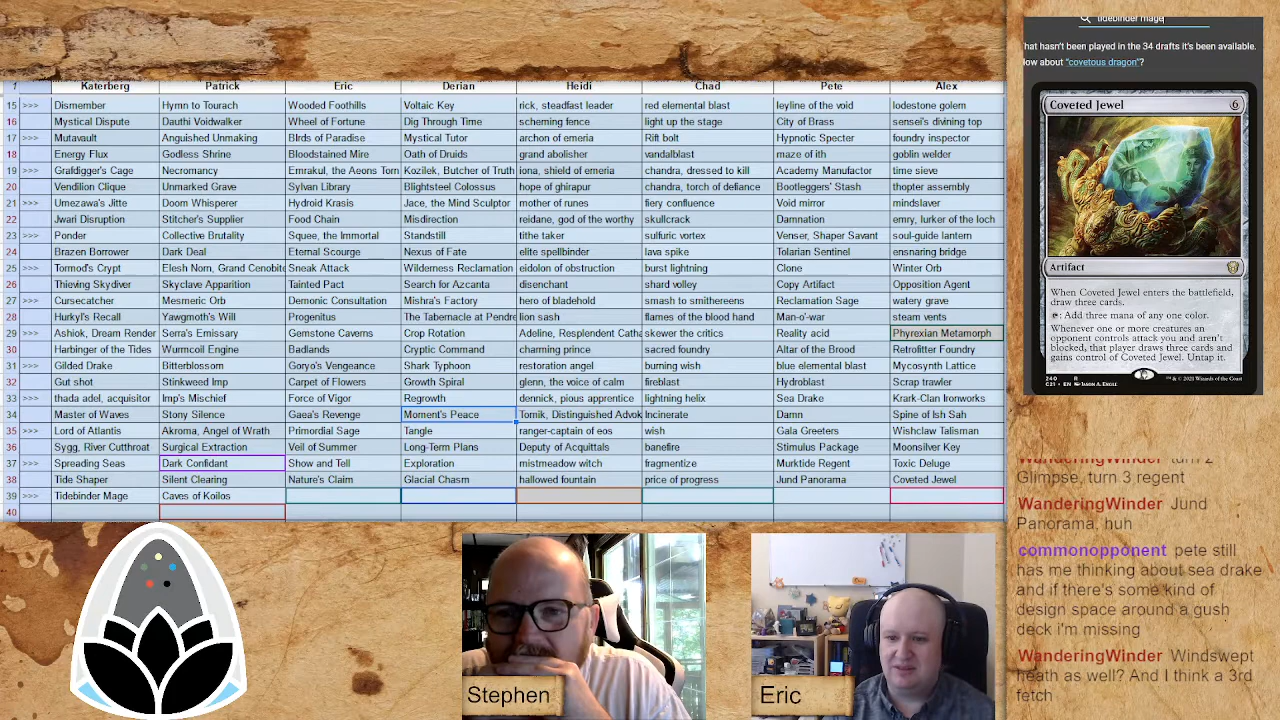 Katerberg Patrick Eric Derian Heidi Chad Pete Alex
15 >>> Dismember Hymn to Tourach Wooded Foothills Voltaic Key rick, steadfast leader red elemental blast leyline of the void lodestone golem
16 Mystical Dispute Dauthi Voidwalker Wheel of Fortune Dig Through Time scheming fence light up the stage City of Brass sensei's divining top
17 >>> Mutavault Anguished Unmaking BIrds of Paradise Mystical Tutor archon of emeria Rift bolt Hypnotic Specter foundry inspector
18 Energy Flux Godless Shrine Bloodstained Mire Oath of Druids grand abolisher vandalblast maze of ith goblin welder
19 >>> Grafdigger's Cage Necromancy Emrakul, the Aeons Torn Kozilek, Butcher of Truth iona, shield of emeria chandra, dressed to kill Academy Manufactor time sieve
20 Vendilion Clique Unmarked Grave Sylvan Library Blightsteel Colossus hope of ghirapur chandra, torch of defiance Bootleggers' Stash thopter assembly
21 >>> Umezawa's Jitte Doom Whisperer Hydroid Krasis Jace, the Mind Sculptor mother of runes fiery confluence Void mirror mindslaver
22 Jwari Disruption Stitcher's Supplier Food Chain Misdirection reidane, god of the worthy skullcrack Damnation emry, lurker of the loch
23 >>> Ponder Collective Brutality Squee, the Immortal Standstill tithe taker sulfuric vortex Venser, Shaper Savant soul-guide lantern
24 Brazen Borrower Dark Deal Eternal Scourge Nexus of Fate elite spellbinder lava spike Tolarian Sentinel ensnaring bridge
25 >>> Tormod's Crypt Elesh Norn, Grand Cenobite Sneak Attack Wilderness Reclamation eidolon of obstruction burst lightning Clone Winter Orb
26 Thieving Skydiver Skyclave Apparition Tainted Pact Search for Azcanta disenchant shard volley Copy Artifact Opposition Agent
27 >>> Cursecatcher Mesmeric Orb Demonic Consultation Mishra's Factory hero of bladehold smash to smithereens Reclamation Sage watery grave
28 Hurkyl's Recall Yawgmoth's Will Progenitus The Tabernacle at Pendre lion sash flames of the blood hand Man-o'-war steam vents
29 >>> Ashiok, Dream Render Serra's Emissary Gemstone Caverns Crop Rotation Adeline, Resplendent Catha skewer the critics Reality acid Phyrexian Metamorph
30 Harbinger of the Tides Wurmcoil Engine Badlands Cryptic Command charming prince sacred foundry Altar of the Brood Retrofitter Foundry
31 >>> Gilded Drake Bitterblossom Goryo's Vengeance Shark Typhoon restoration angel burning wish blue elemental blast Mycosynth Lattice
32 Gut shot Stinkweed Imp Carpet of Flowers Growth Spiral glenn, the voice of calm fireblast Hydroblast Scrap trawler
33 >>> thada adel, acquisitor Imp's Mischief Force of Vigor Regrowth dennick, pious apprentice lightning helix Sea Drake Krark-Clan Ironworks
34 Master of Waves Stony Silence Gaea's Revenge Moment's Peace Tomik, Distinguished Advok Incinerate Damn Spine of Ish Sah
35 >>> Lord of Atlantis Akroma, Angel of Wrath Primordial Sage Tangle ranger-captain of eos wish Gala Greeters Wishclaw Talisman
36 Sygg, River Cutthroat Surgical Extraction Veil of Summer Long-Term Plans Deputy of Acquittals banefire Stimulus Package Moonsilver Key
37 >>> Spreading Seas Dark Confidant Show and Tell Exploration mistmeadow witch fragmentize Murktide Regent Toxic Deluge
38 Tide Shaper Silent Clearing Nature's Claim Glacial Chasm hallowed fountain price of progress Jund Panorama Coveted Jewel
39 >>> Tidebinder Mage Caves of Koilos
40
tidebinder mage
hat hasn't been played in the 34 drafts it's been available.
low about "covetous dragon"?
Coveted Jewel 6
Artifact
When Coveted Jewel enters the battlefield,
draw three cards.
: Add three mana of any one color.
Whenever one or more creatures an
opponent controls attack you and aren't
blocked, that player draws three cards and
gains control of Coveted Jewel. Untap it.
WanderingWinder turn 2
Glimpse, turn 3 regent
WanderingWinder Jund
Panorama, huh
commonopponent pete still
has me thinking about sea drake
and if there's some kind of
design space around a gush
deck i'm missing
WanderingWinder Windswept
heath as well? And I think a 3rd
fetch
Stephen
Eric